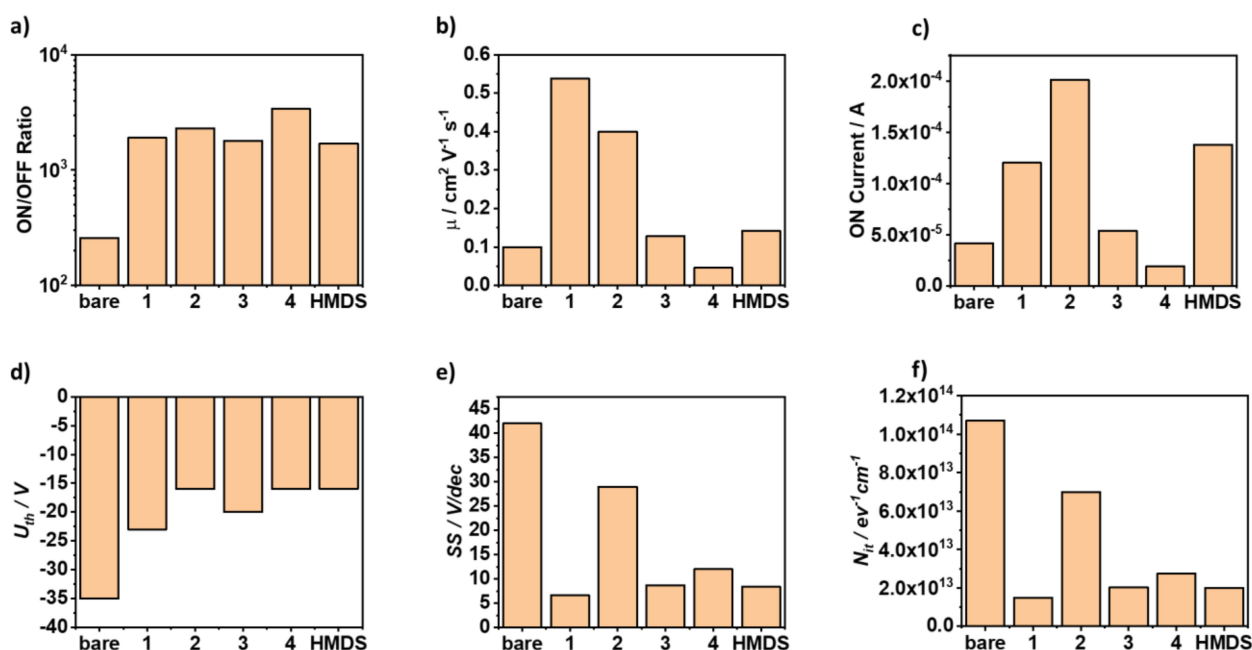 a)
10⁴
10³
10²
ON/OFF Ratio
bare 1 2 3 4 HMDS
b)
0.6
0.5
0.4
0.3
0.2
0.1
0.0
μ / cm² V⁻¹ s⁻¹
bare 1 2 3 4 HMDS
c)
2.0x10⁻⁴
1.5x10⁻⁴
1.0x10⁻⁴
5.0x10⁻⁵
0.0
ON Current / A
bare 1 2 3 4 HMDS
d)
0
-5
-10
-15
-20
-25
-30
-35
-40
U_th / V
bare 1 2 3 4 HMDS
e)
45
40
35
30
25
20
15
10
5
0
SS / V/dec
bare 1 2 3 4 HMDS
f)
1.2x10¹⁴
1.0x10¹⁴
8.0x10¹³
6.0x10¹³
4.0x10¹³
2.0x10¹³
0.0
N_it / ev⁻¹cm⁻¹
bare 1 2 3 4 HMDS